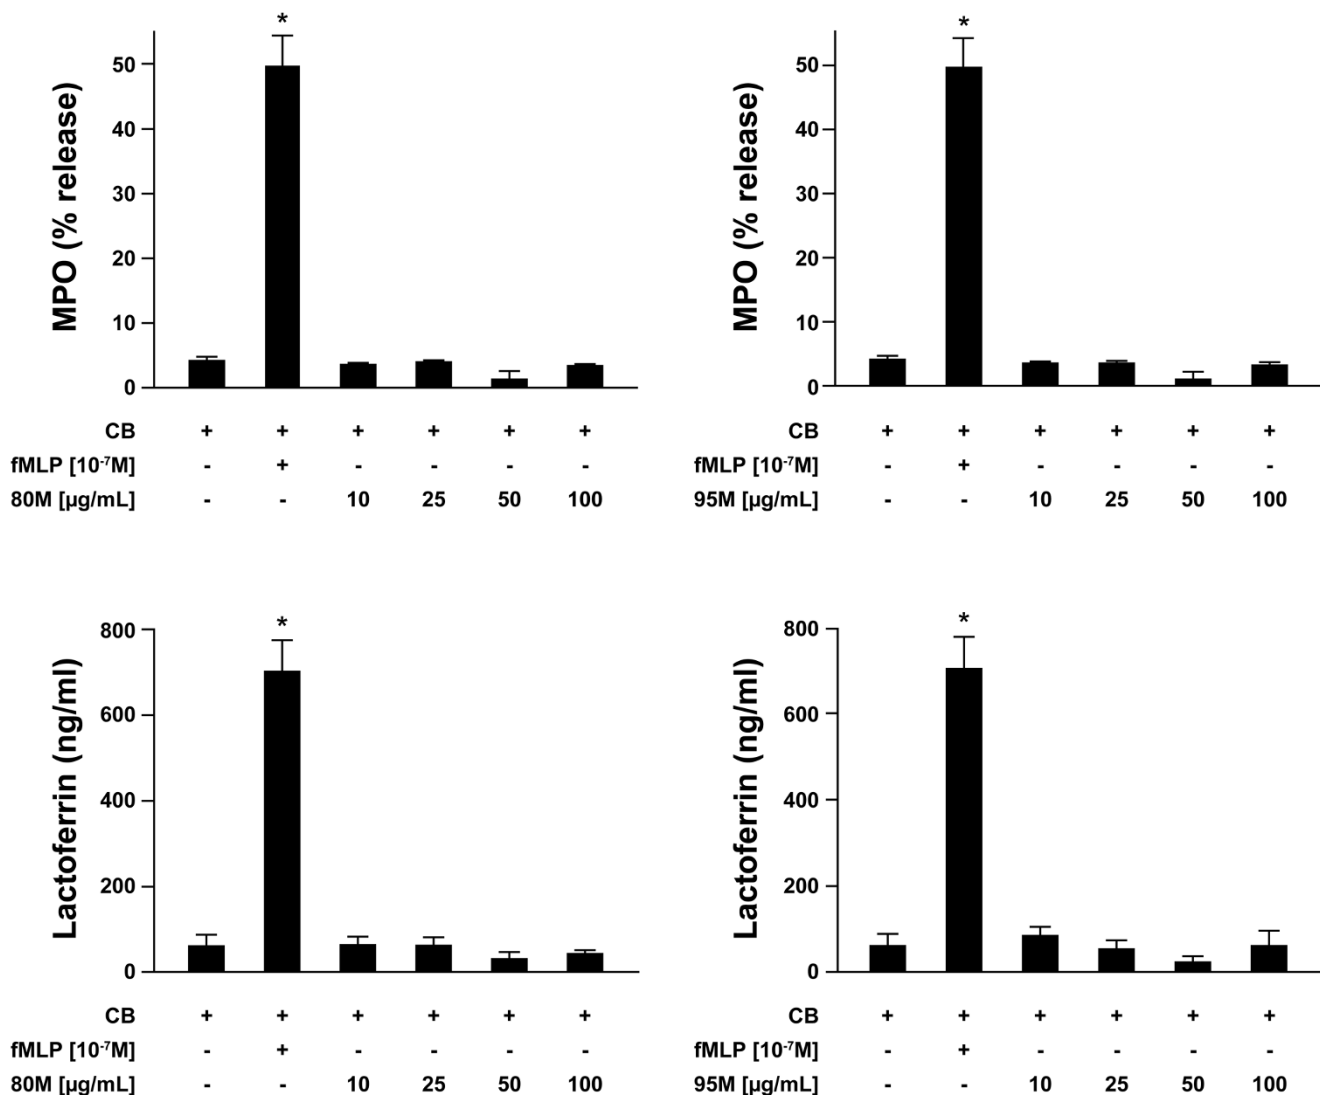 *
50
40
30
20
10
0
MPO (% release)
CB + + + + + +
fMLP [10⁻⁷M] - + - - - -
80M [µg/mL] - - 10 25 50 100
*
50
40
30
20
10
0
MPO (% release)
CB + + + + + +
fMLP [10⁻⁷M] - + - - - -
95M [µg/mL] - - 10 25 50 100
*
800
600
400
200
0
Lactoferrin (ng/ml)
CB + + + + + +
fMLP [10⁻⁷M] - + - - - -
80M [µg/mL] - - 10 25 50 100
*
800
600
400
200
0
Lactoferrin (ng/ml)
CB + + + + + +
fMLP [10⁻⁷M] - + - - - -
95M [µg/mL] - - 10 25 50 100